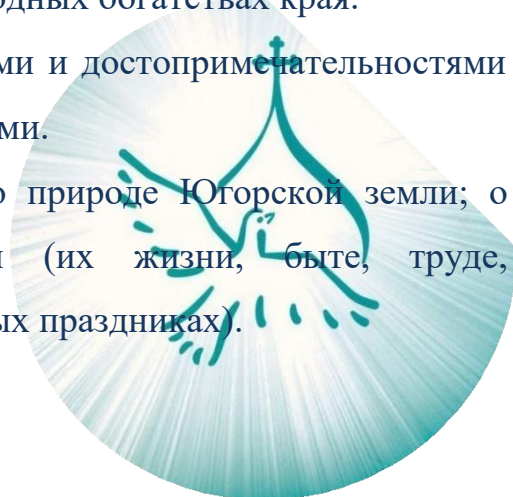 одных богатствах края.
ми и достопримечательностями
ми.
о природе Югорской земли; о
и (их жизни, быте, труде,
ых праздниках).